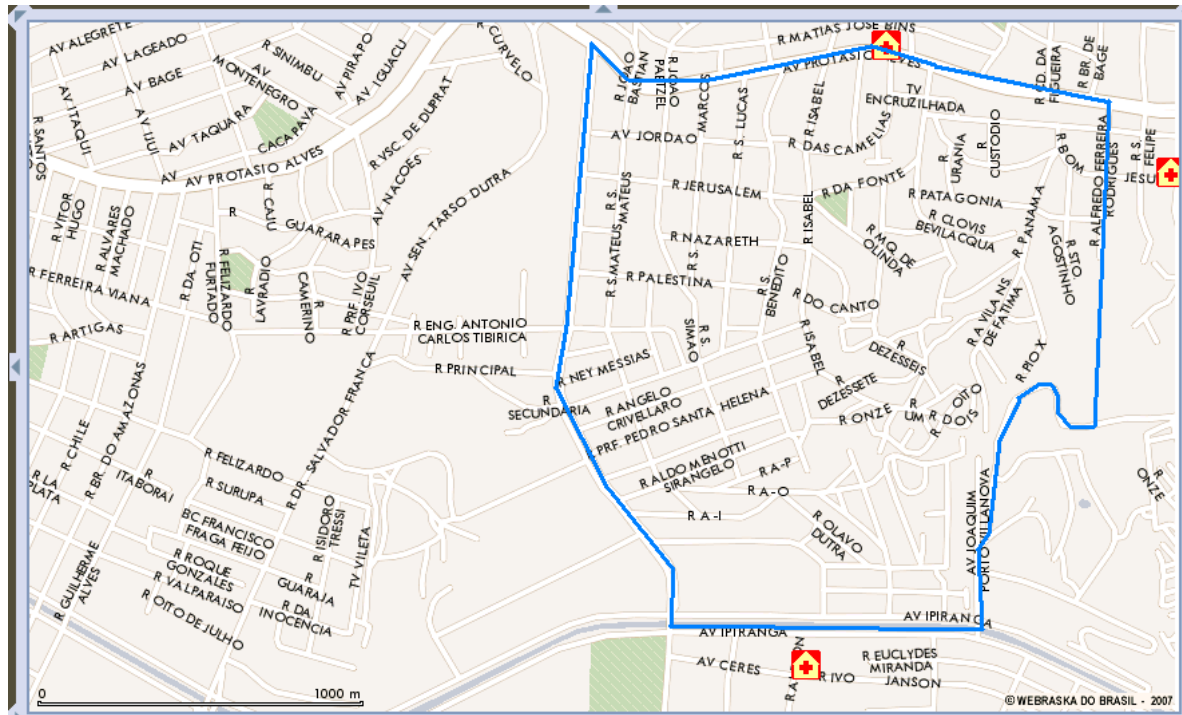 AV ALEGRETE
AV LAGEADO
AV BAGE
R SINIMBU
AV
MONTENEGRO
AV PIRAPO
AV IGUACU
R CURVELO
R MATIAS JOSE BINS
AV PROTASIO ALVES
R JOAO
BASTIAN
R JOAO
PAETZEL
MARCOS
R S. LUCAS
R ISABEL
TV
ENCRUZILHADA
R CD. DA
FIGUEIRA
R BR. DE
BAGE
R SANTOS
AV ITAQUI
AV IJUI
AV TAQUARA
CACAPAVA
R VSC. DE DUPRAT
AV JORDAO
R DAS CAMELIAS
R
URANIA
R
CUSTODIO
R BOM
JESU
R S.
FELIPE
R ALFREDO FERREIRA
RODRIGUES
AV
AV PROTASIO ALVES
AV NACOES
AV SEN. TARSO DUTRA
R JERUSALEM
R DA FONTE
R PATAGONIA
R CLOVIS
BEVILACQUA
R PANAMA
R STO.
AGOSTINHO
R VITOR
HUGO
R ALVARES
MACHADO
R CAJU
R
GUARARAPES
R S.
MATEUS
R S.MATEUS
R S.
R NAZARETH
R ISABEL
R MQ. DE
OLINDA
R DA. OTI
R FELIZARDO
FURTADO
R
LAVRADIO
R
CAMERINO
R PRF. IVO
CORSEUIL
R FERREIRA VIANA
R PALESTINA
R S.
BENEDITO
R DO CANTO
R A VILA NS.
DE FATIMA
R ARTIGAS
R ENG. ANTONIO
CARLOS TIBIRICA
R S.
SIMAO
R ISABEL
R
DEZESSEIS
R PIO X
R PRINCIPAL
R NEY MESSIAS
R
SECUNDARIA
R ANGELO
CRIVELLARO
R
DEZESSETE
R PRF. PEDRO SANTA HELENA
R ONZE
R
UM
R DOITO
R DOIS
R CHILE
R BR. DO AMAZONAS
R DR. SALVADOR FRANCA
R ALDO MENOTTI
SIRANGELO
R A-P
R A-O
R A-I
R LA
PLATA
R
ITABORAI
R FELIZARDO
R SURUPA
BC FRANCISCO
FRAGA FEIJO
R ISIDORO
TRESSI
TV VILETA
R OLAVO
DUTRA
AV JOAQUIM
PORTO VILLANOVA
R
ONZE
R GUILHERME
ALVES
R ROQUE
GONZALES
R VALPARAISO
R OITO DE JULHO
R
GUARAJA
R DA.
INOCENCIA
AV IPIRANGA
AV IPIRANGA
AV CERES
R IVO
R EUCLYDES
MIRANDA
JANSON
0 1000 m
© WEBRASKA DO BRASIL - 2007